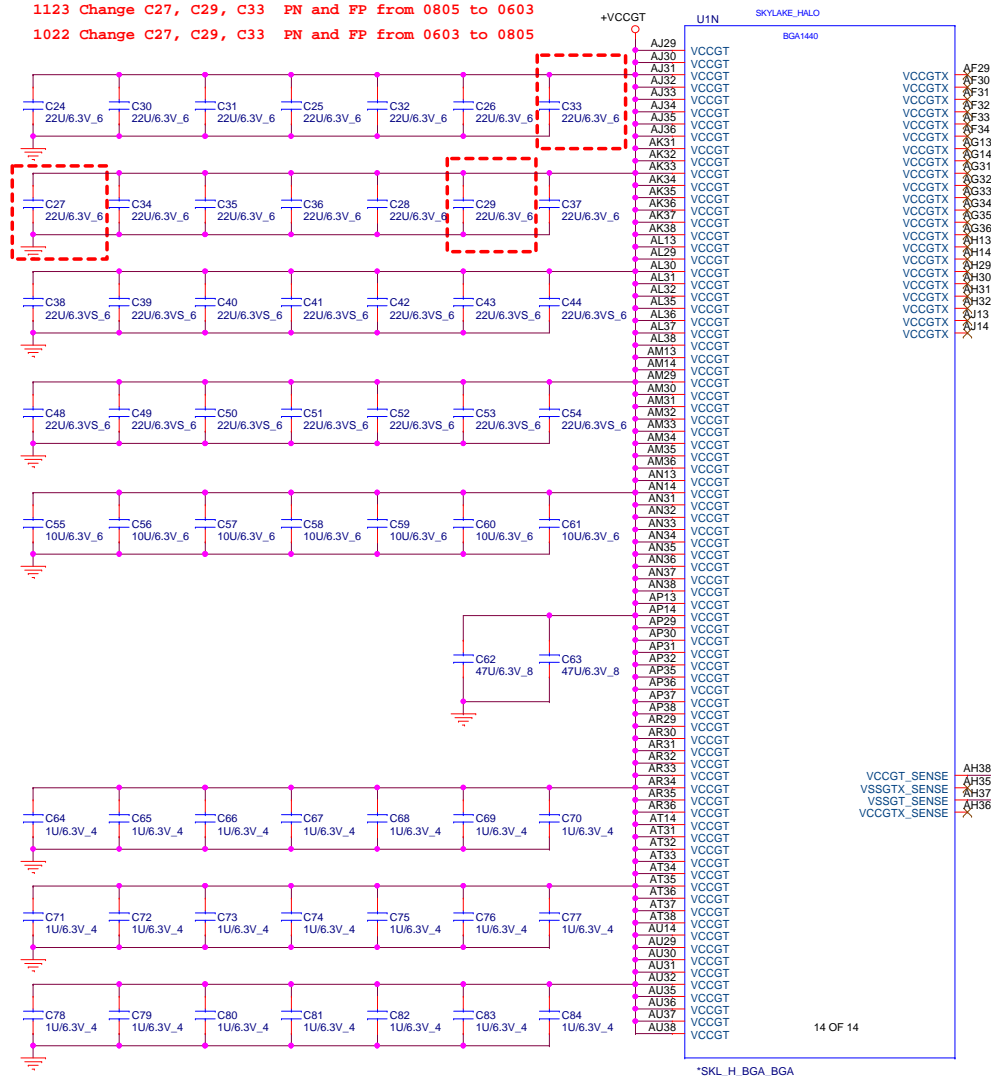 1123 Change C27, C29, C33 PN and FP from 0805 to 0603
1022 Change C27, C29, C33 PN and FP from 0603 to 0805
+VCCGT
U1N
SKYLAKE_HALO
BGA1440
C24 C30 C31 C25 C32 C26 C33
22U/6.3V_6 22U/6.3V_6 22U/6.3V_6 22U/6.3V_6 22U/6.3V_6 22U/6.3V_6 22U/6.3V_6
C27 C34 C35 C36 C28 C29 C37
22U/6.3V_6 22U/6.3V_6 22U/6.3V_6 22U/6.3V_6 22U/6.3V_6 22U/6.3V_6 22U/6.3V_6
C38 C39 C40 C41 C42 C43 C44
22U/6.3VS_6 22U/6.3VS_6 22U/6.3VS_6 22U/6.3VS_6 22U/6.3VS_6 22U/6.3VS_6 22U/6.3VS_6
C48 C49 C50 C51 C52 C53 C54
22U/6.3VS_6 22U/6.3VS_6 22U/6.3VS_6 22U/6.3VS_6 22U/6.3VS_6 22U/6.3VS_6 22U/6.3VS_6
C55 C56 C57 C58 C59 C60 C61
10U/6.3V_6 10U/6.3V_6 10U/6.3V_6 10U/6.3V_6 10U/6.3V_6 10U/6.3V_6 10U/6.3V_6
C62 C63
47U/6.3V_8 47U/6.3V_8
C64 C65 C66 C67 C68 C69 C70
1U/6.3V_4 1U/6.3V_4 1U/6.3V_4 1U/6.3V_4 1U/6.3V_4 1U/6.3V_4 1U/6.3V_4
C71 C72 C73 C74 C75 C76 C77
1U/6.3V_4 1U/6.3V_4 1U/6.3V_4 1U/6.3V_4 1U/6.3V_4 1U/6.3V_4 1U/6.3V_4
C78 C79 C80 C81 C82 C83 C84
1U/6.3V_4 1U/6.3V_4 1U/6.3V_4 1U/6.3V_4 1U/6.3V_4 1U/6.3V_4 1U/6.3V_4
AJ29 VCCGT
AJ30 VCCGT
AJ31 VCCGT
AJ32 VCCGT
AJ33 VCCGT
AJ34 VCCGT
AJ35 VCCGT
AJ36 VCCGT
AK31 VCCGT
AK32 VCCGT
AK33 VCCGT
AK34 VCCGT
AK35 VCCGT
AK36 VCCGT
AK37 VCCGT
AK38 VCCGT
AL13 VCCGT
AL29 VCCGT
AL30 VCCGT
AL31 VCCGT
AL32 VCCGT
AL35 VCCGT
AL36 VCCGT
AL37 VCCGT
AL38 VCCGT
AM13 VCCGT
AM14 VCCGT
AM29 VCCGT
AM30 VCCGT
AM31 VCCGT
AM32 VCCGT
AM33 VCCGT
AM34 VCCGT
AM35 VCCGT
AM36 VCCGT
AN13 VCCGT
AN14 VCCGT
AN31 VCCGT
AN32 VCCGT
AN33 VCCGT
AN34 VCCGT
AN35 VCCGT
AN36 VCCGT
AN37 VCCGT
AN38 VCCGT
AP13 VCCGT
AP14 VCCGT
AP29 VCCGT
AP30 VCCGT
AP31 VCCGT
AP32 VCCGT
AP35 VCCGT
AP36 VCCGT
AP37 VCCGT
AP38 VCCGT
AR29 VCCGT
AR30 VCCGT
AR31 VCCGT
AR32 VCCGT
AR33 VCCGT
AR34 VCCGT
AR35 VCCGT
AR36 VCCGT
AT14 VCCGT
AT31 VCCGT
AT32 VCCGT
AT33 VCCGT
AT34 VCCGT
AT35 VCCGT
AT36 VCCGT
AT37 VCCGT
AT38 VCCGT
AU14 VCCGT
AU29 VCCGT
AU30 VCCGT
AU31 VCCGT
AU32 VCCGT
AU35 VCCGT
AU36 VCCGT
AU37 VCCGT
AU38 VCCGT
VCCGTX AF29
VCCGTX AF30
VCCGTX AF31
VCCGTX AF32
VCCGTX AF33
VCCGTX AF34
VCCGTX AG13
VCCGTX AG14
VCCGTX AG31
VCCGTX AG32
VCCGTX AG33
VCCGTX AG34
VCCGTX AG35
VCCGTX AG36
VCCGTX AH13
VCCGTX AH14
VCCGTX AH29
VCCGTX AH30
VCCGTX AH31
VCCGTX AH32
VCCGTX AJ13
VCCGTX AJ14
VCCGT_SENSE AH38
VSSGTX_SENSE AH35
VSSGT_SENSE AH37
VCCGTX_SENSE AH36
14 OF 14
*SKL_H_BGA_BGA